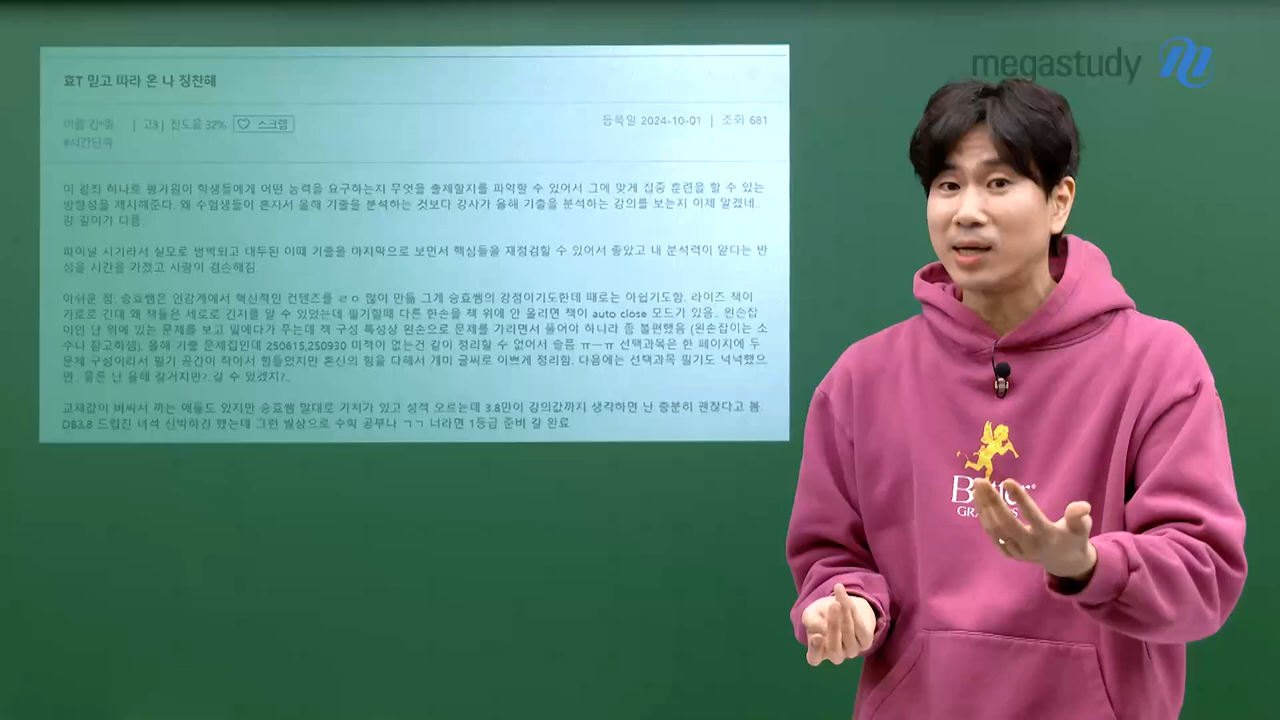 megastudy
효T 믿고 따라 온 나 칭찬해
이름 김*월 | 고3 | 진도율 32% 스크랩
등록일 2024-10-01 | 조회 681
#시간단축
이 강좌 하나로 평가원이 학생들에게 어떤 능력을 요구하는지 무엇을 출제할지를 파악할 수 있어서 그에 맞게 집중 훈련을 할 수 있는
방향성을 제시해준다. 왜 수험생들이 혼자서 올해 기출을 분석하는 것보다 강사가 올해 기출을 분석하는 강의를 보는지 이제 알겠네..
걍 깊이가 다름
파이널 시기라서 실모로 범벅되고 대두된 이때 기출을 마지막으로 보면서 핵심들을 재정검할 수 있어서 좋았고 내 분석력이 얕다는 반
성을 시간을 가졌고 사람이 겸손해짐.
아쉬운 점: 승효쌤은 인강계에서 혁신적인 컨텐츠를 ㄹㅇ 많이 만듦 그게 승효쌤의 강점이기도한데 때로는 아쉽기도함. 라이즈 책이
가로로 긴데 왜 책들은 세로로 긴지를 알 수 있었는데 필기할때 다른 한손을 책 위에 안 올리면 책이 auto close 모드가 있음.. 왼손잡
이인 난 위에 있는 문제를 보고 밑에다가 푸는데 책 구성 특성상 왼손으로 문제를 가리면서 풀어야 하니라 좀 불편했음 (왼손잡이는 소
수니 참고하셈). 올해 기출 문제집인데 250615,250930 미적이 없는건 같이 정리할 수 없어서 슬픔 ㅠㅡㅠ 선택과목은 한 페이지에 두
문제 구성이라서 필기 공간이 작아서 힘들었지만 혼신의 힘을 다해서 개미 글씨로 이쁘게 정리함. 다음에는 선택과목 필기도 넉넉했으
면.. 물론 난 올해 갈거지만?..갈 수 있겠지?..
교재값이 비싸서 까는 애들도 있지만 승효쌤 말대로 가치가 있고 성적 오르는데 3.8만이 강의값까지 생각하면 난 충분히 괜찮다고 봄.
DB3.8 드립친 녀석 신박하긴 했는데 그런 발상으로 수학 공부나 ㄱㄱ 너라면 1등급 준비 갈 완료